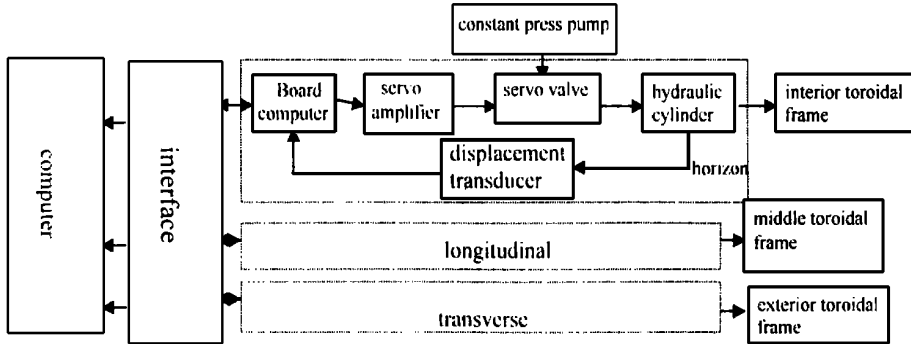 constant press pump
computer
interface
Board
computer
servo
amplifier
servo valve
hydraulic
cylinder
interior toroidal
frame
displacement
transducer
horizon
longitudinal
middle toroidal
frame
transverse
exterior toroidal
frame